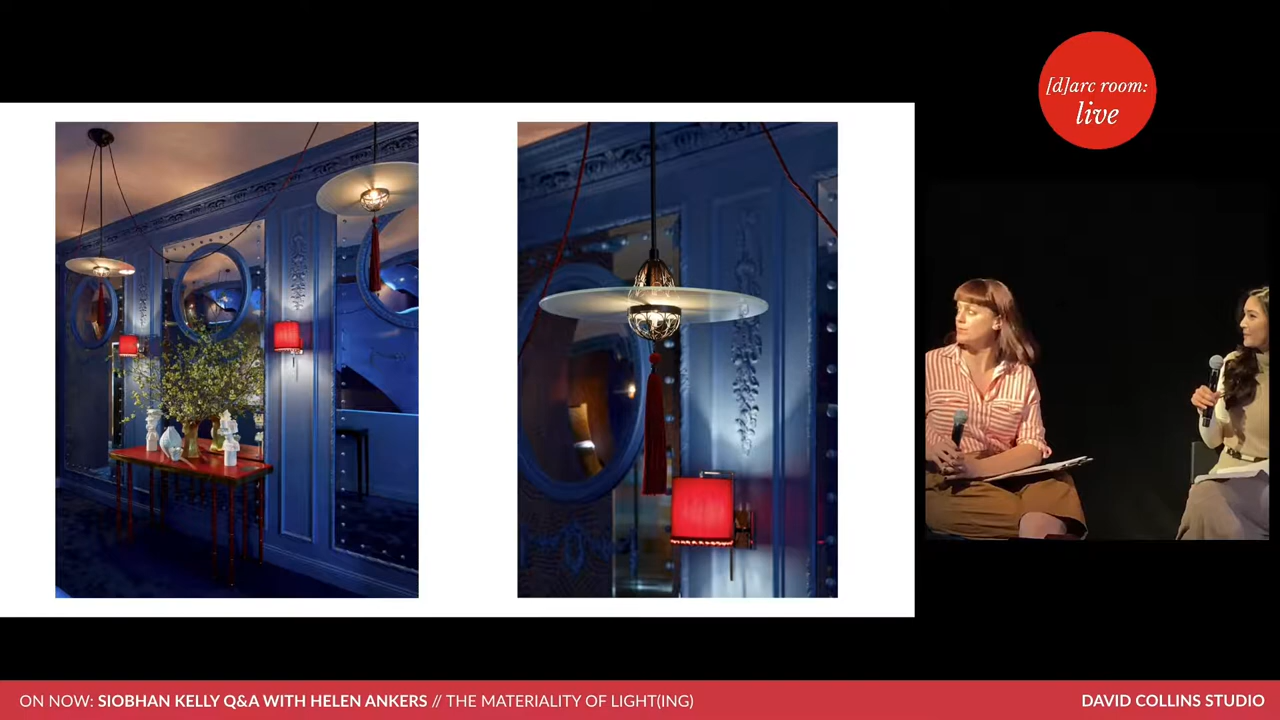 [d]arc room:
live
ON NOW: SIOBHAN KELLY Q&A WITH HELEN ANKERS // THE MATERIALITY OF LIGHT(ING)
DAVID COLLINS STUDIO